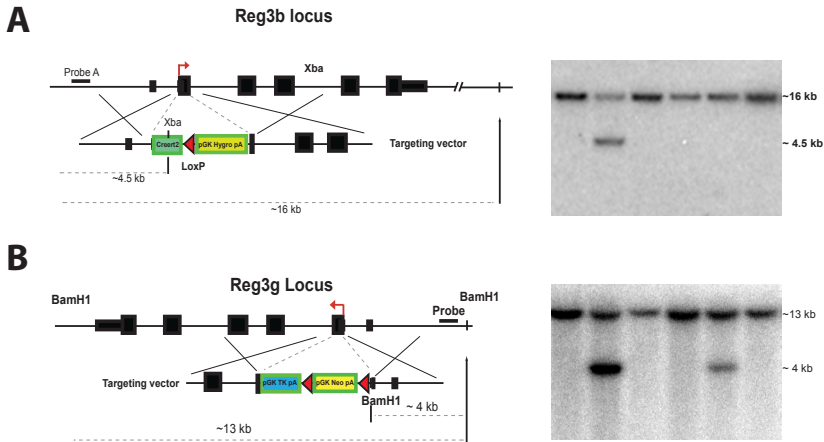 A
Reg3b locus
Probe A
Xba
Xba
Creert2
pGK Hygro pA
Targeting vector
LoxP
~4.5 kb
~16 kb
~16 kb
~ 4.5 kb
B
Reg3g Locus
BamH1
BamH1
Probe
Targeting vector
pGK TK pA
pGK Neo pA
BamH1
~ 4 kb
~13 kb
~13 kb
~ 4 kb